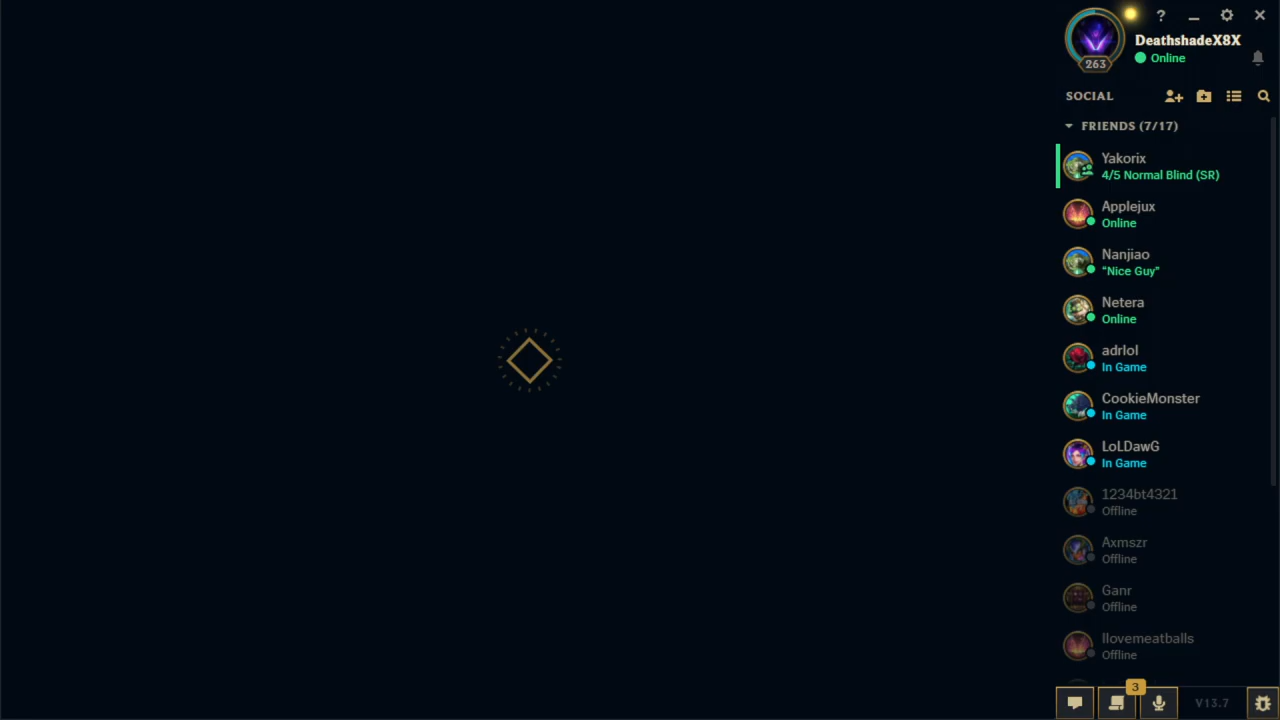 ?
DeathshadeX8X
263
Online
SOCIAL
FRIENDS (7/17)
Yakorix
4/5 Normal Blind (SR)
Applejux
Online
Nanjiao
"Nice Guy"
Netera
Online
adrlol
In Game
CookieMonster
In Game
LoLDawG
In Game
1234bt4321
Offline
Axmszr
Offline
Ganr
Offline
Ilovemeatballs
Offline
3
V13.7